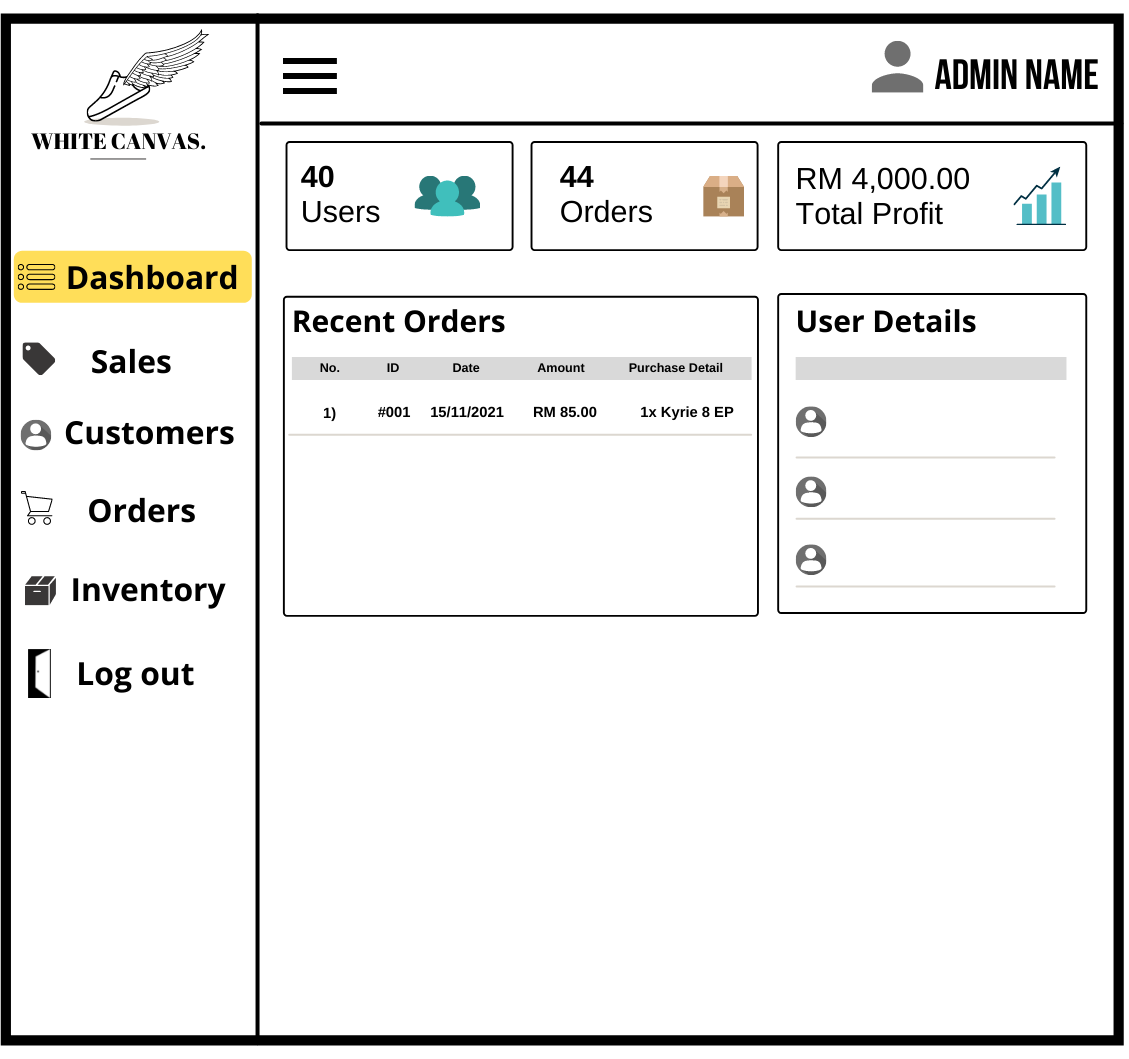 WHITE CANVAS.
ADMIN NAME
40
Users
44
Orders
RM 4,000.00
Total Profit
Dashboard
Sales
Customers
Orders
Inventory
Log out
Recent Orders
No. ID Date Amount Purchase Detail
1) #001 15/11/2021 RM 85.00 1x Kyrie 8 EP
User Details